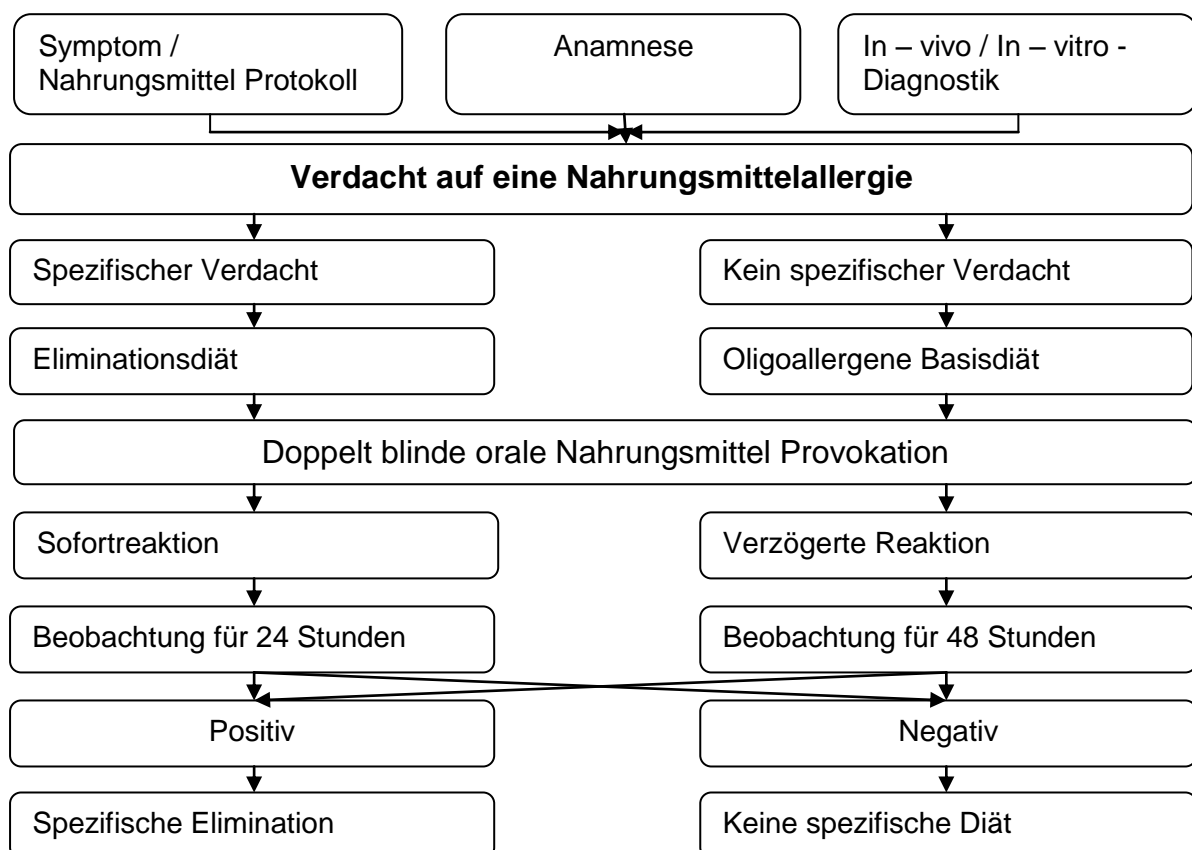 Symptom /
Nahrungsmittel Protokoll
Anamnese
In – vivo / In – vitro -
Diagnostik
Verdacht auf eine Nahrungsmittelallergie
Spezifischer Verdacht
Kein spezifischer Verdacht
Eliminationsdiät
Oligoallergene Basisdiät
Doppelt blinde orale Nahrungsmittel Provokation
Sofortreaktion
Verzögerte Reaktion
Beobachtung für 24 Stunden
Beobachtung für 48 Stunden
Positiv
Negativ
Spezifische Elimination
Keine spezifische Diät